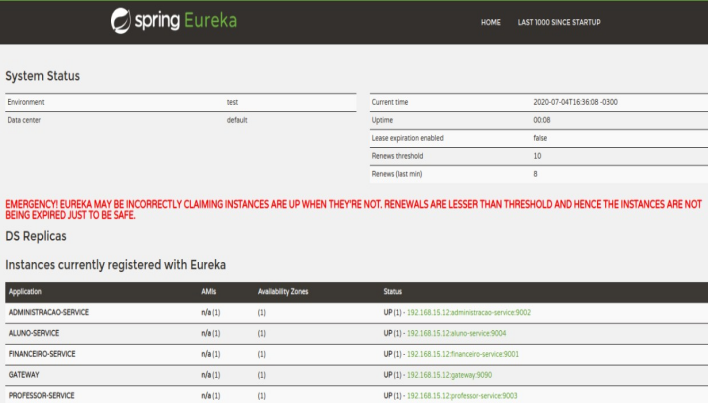 spring Eureka
HOME LAST 1000 SINCE STARTUP
System Status
Environment test
Data center default
Current time 2020-07-04T16:36:08 -0300
Uptime 00:08
Lease expiration enabled false
Renews threshold 10
Renews (last min) 8
EMERGENCY! EUREKA MAY BE INCORRECTLY CLAIMING INSTANCES ARE UP WHEN THEY'RE NOT. RENEWALS ARE LESSER THAN THRESHOLD AND HENCE THE INSTANCES ARE NOT
BEING EXPIRED JUST TO BE SAFE.
DS Replicas
Instances currently registered with Eureka
Application AMIs Availability Zones Status
ADMINISTRACAO-SERVICE n/a (1) (1) UP (1) - 192.168.15.12:administracao-service:9002
ALUNO-SERVICE n/a (1) (1) UP (1) - 192.168.15.12:aluno-service:9004
FINANCEIRO-SERVICE n/a (1) (1) UP (1) - 192.168.15.12:financeiro-service:9001
GATEWAY n/a (1) (1) UP (1) - 192.168.15.12:gateway:9090
PROFESSOR-SERVICE n/a (1) (1) UP (1) - 192.168.15.12:professor-service:9003